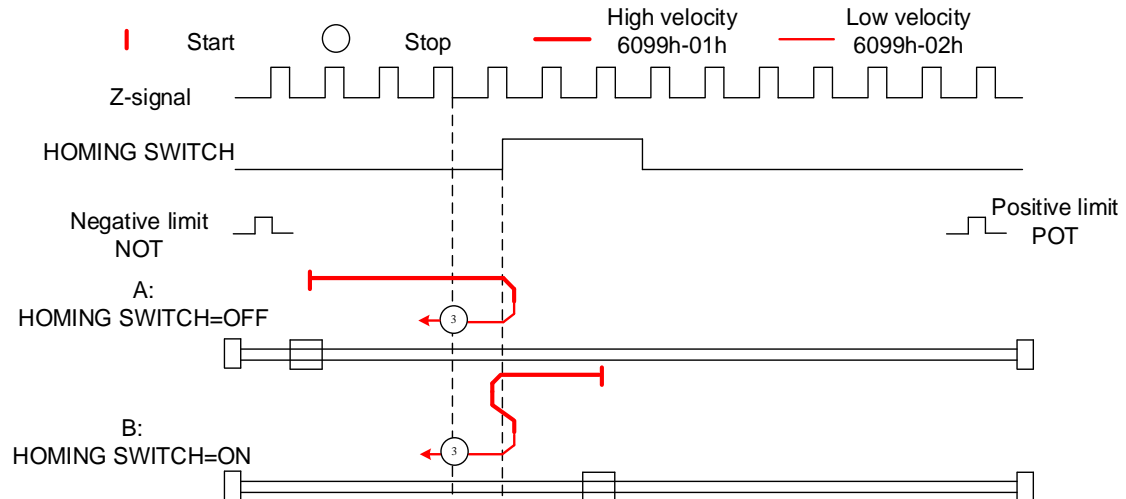 Start
Stop
High velocity
6099h-01h
Low velocity
6099h-02h
Z-signal
HOMING SWITCH
Negative limit
NOT
Positive limit
POT
A:
HOMING SWITCH=OFF
3
B:
HOMING SWITCH=ON
3